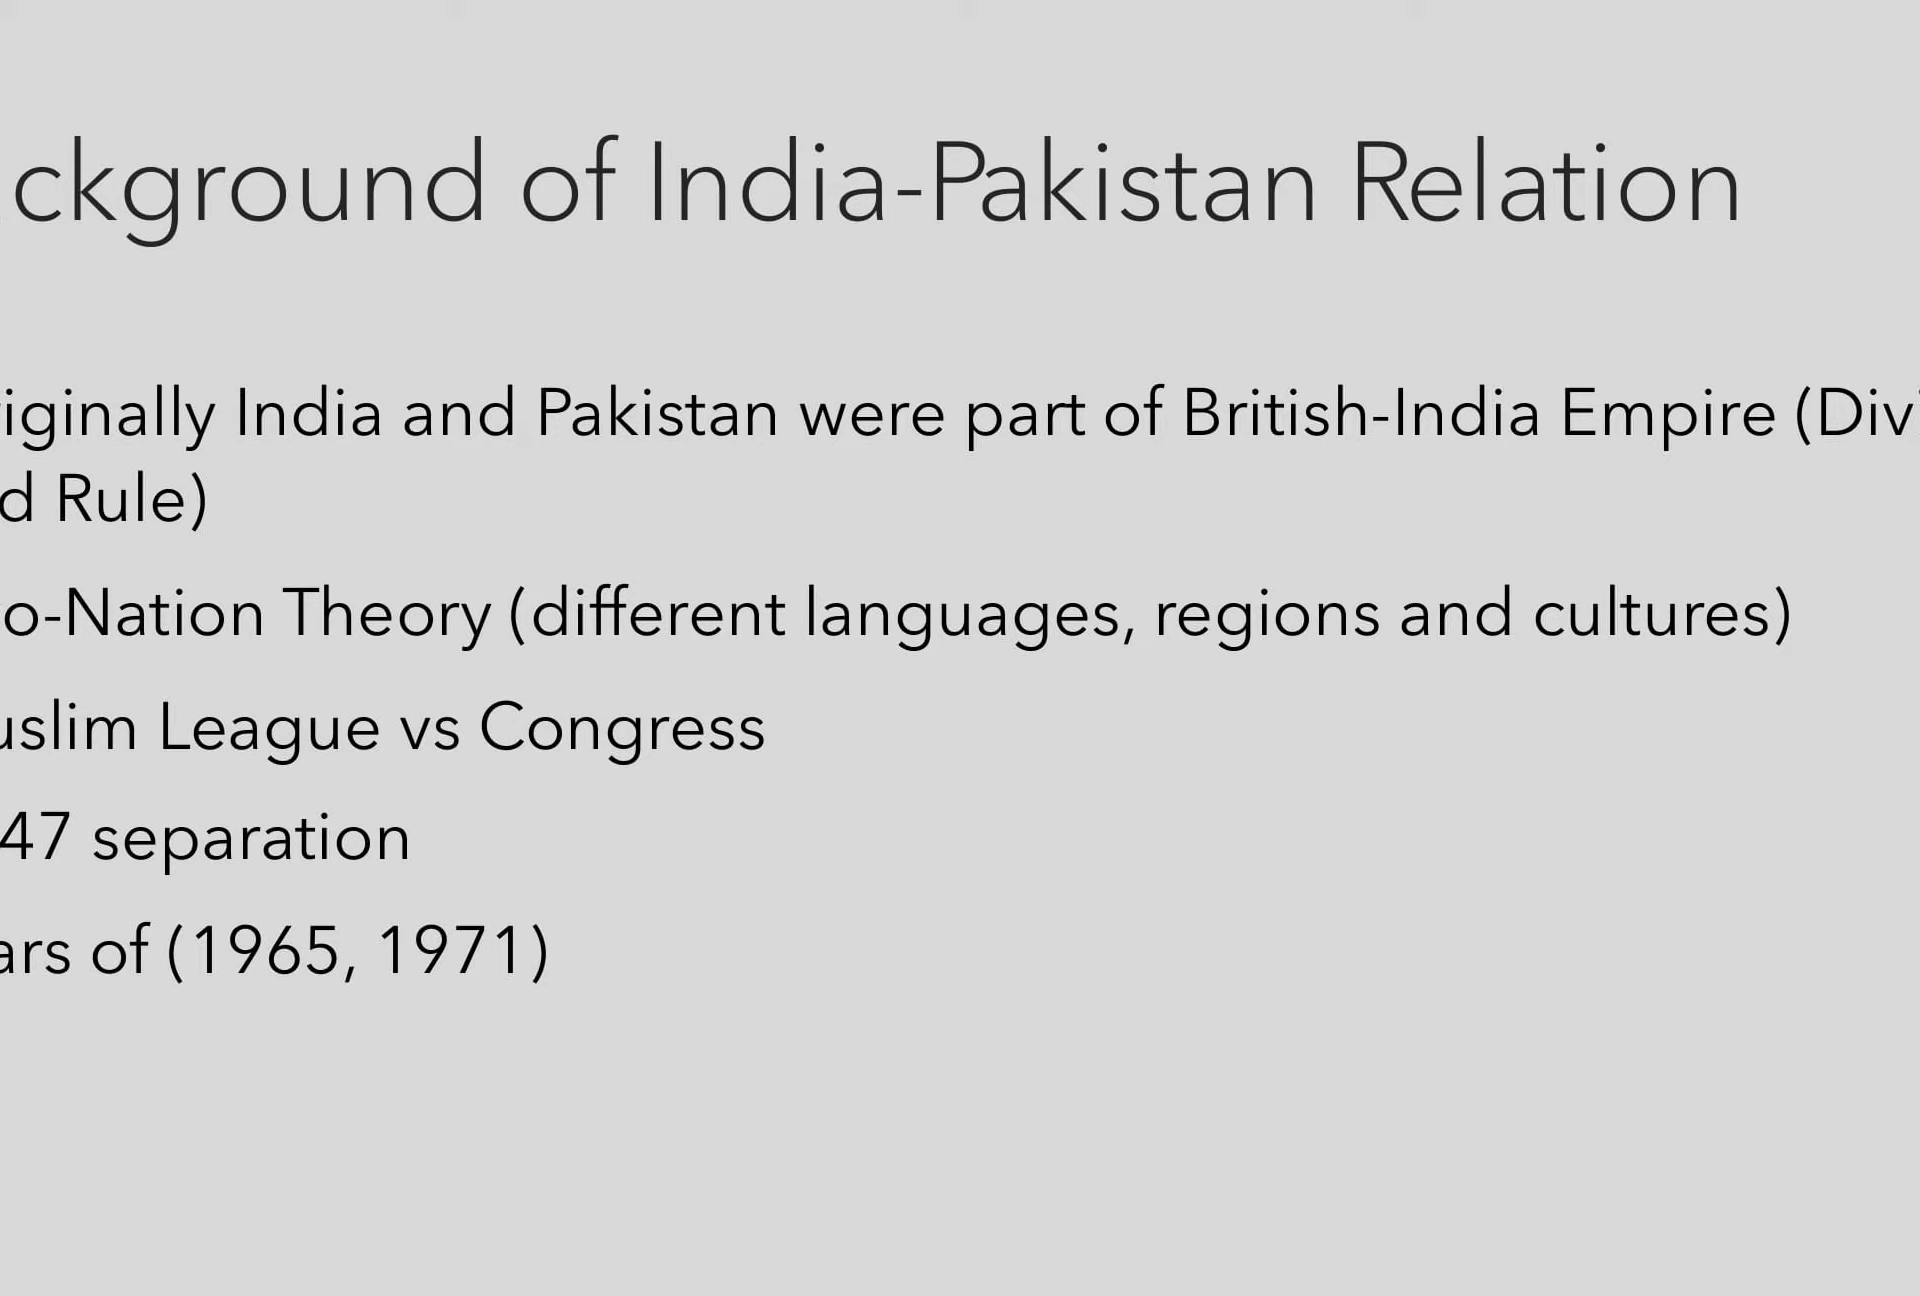 ckground of India-Pakistan Relation
iginally India and Pakistan were part of British-India Empire (Div
d Rule)
o-Nation Theory (different languages, regions and cultures)
uslim League vs Congress
47 separation
ars of (1965, 1971)